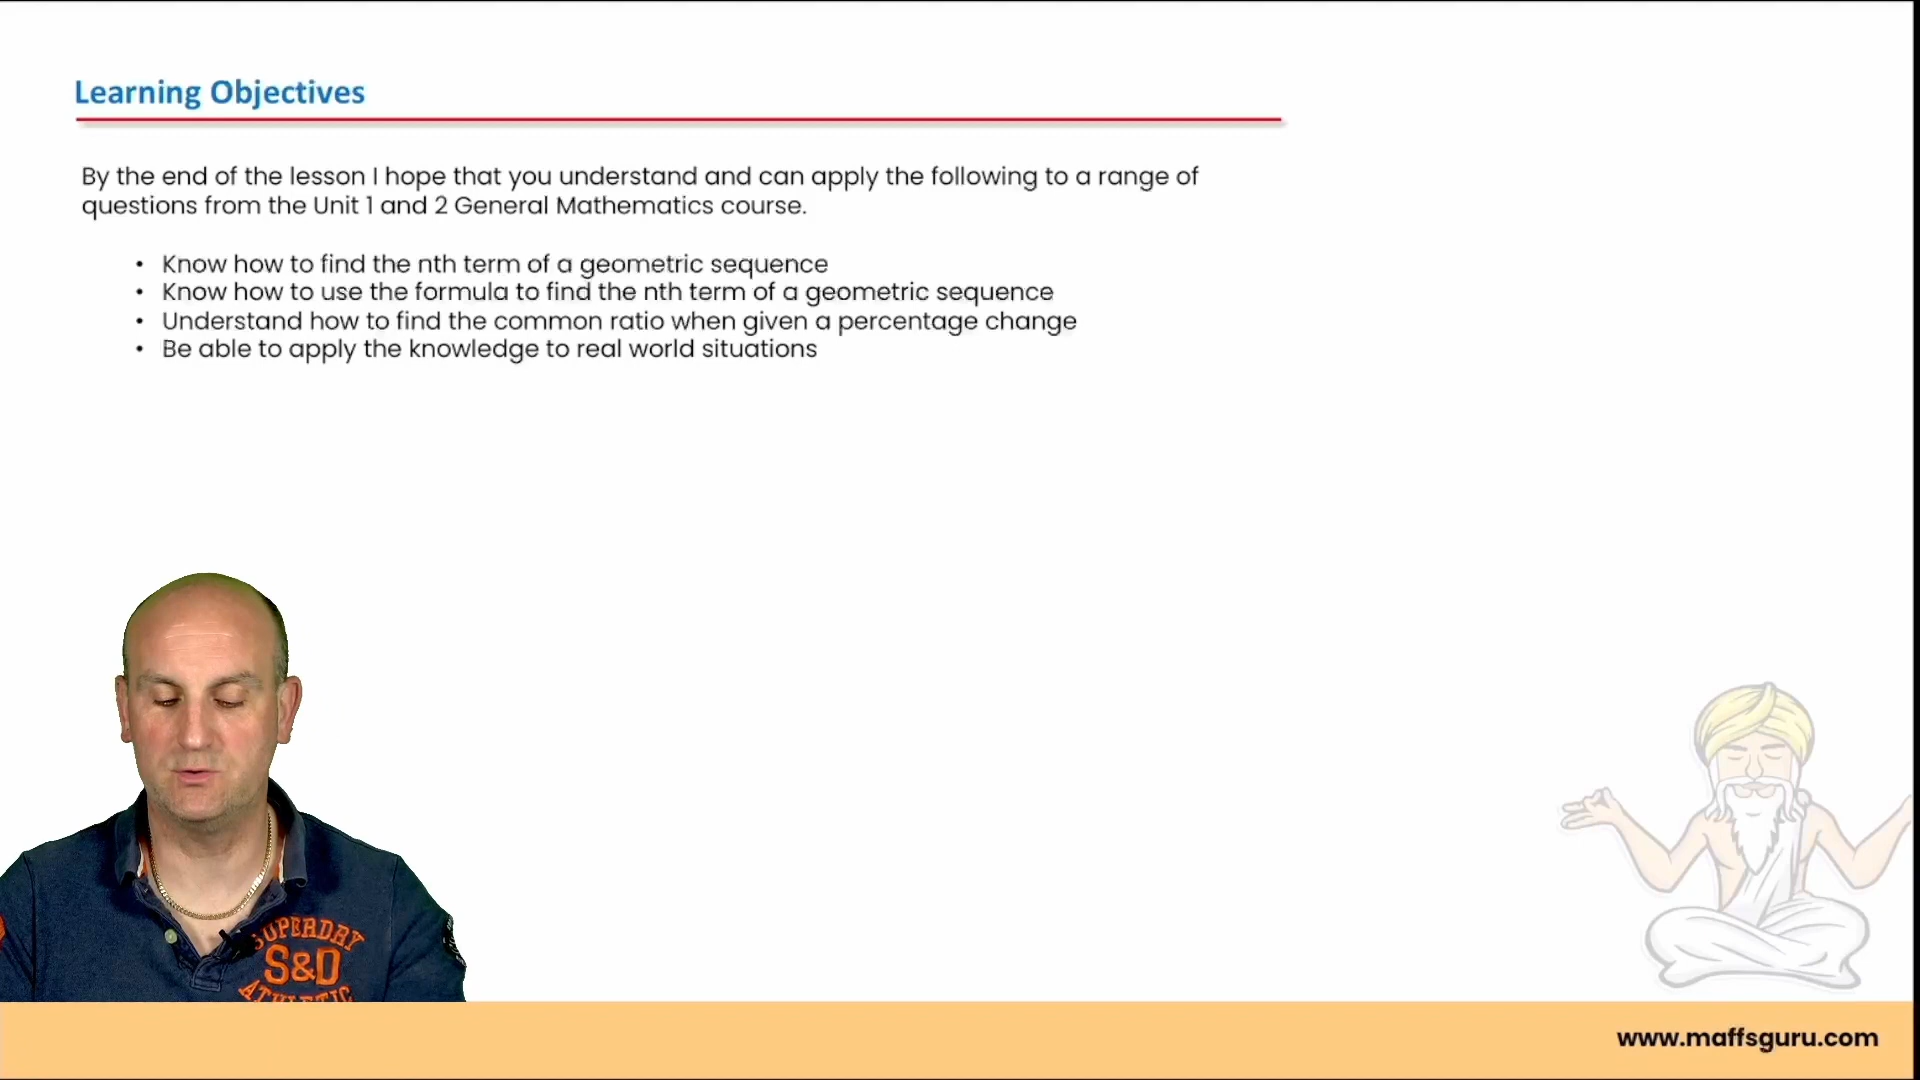 Learning Objectives
By the end of the lesson I hope that you understand and can apply the following to a range of
questions from the Unit 1 and 2 General Mathematics course.
• Know how to find the nth term of a geometric sequence
• Know how to use the formula to find the nth term of a geometric sequence
• Understand how to find the common ratio when given a percentage change
• Be able to apply the knowledge to real world situations
SUPERDRY
S&D
ATHLETIC
www.maffsguru.com